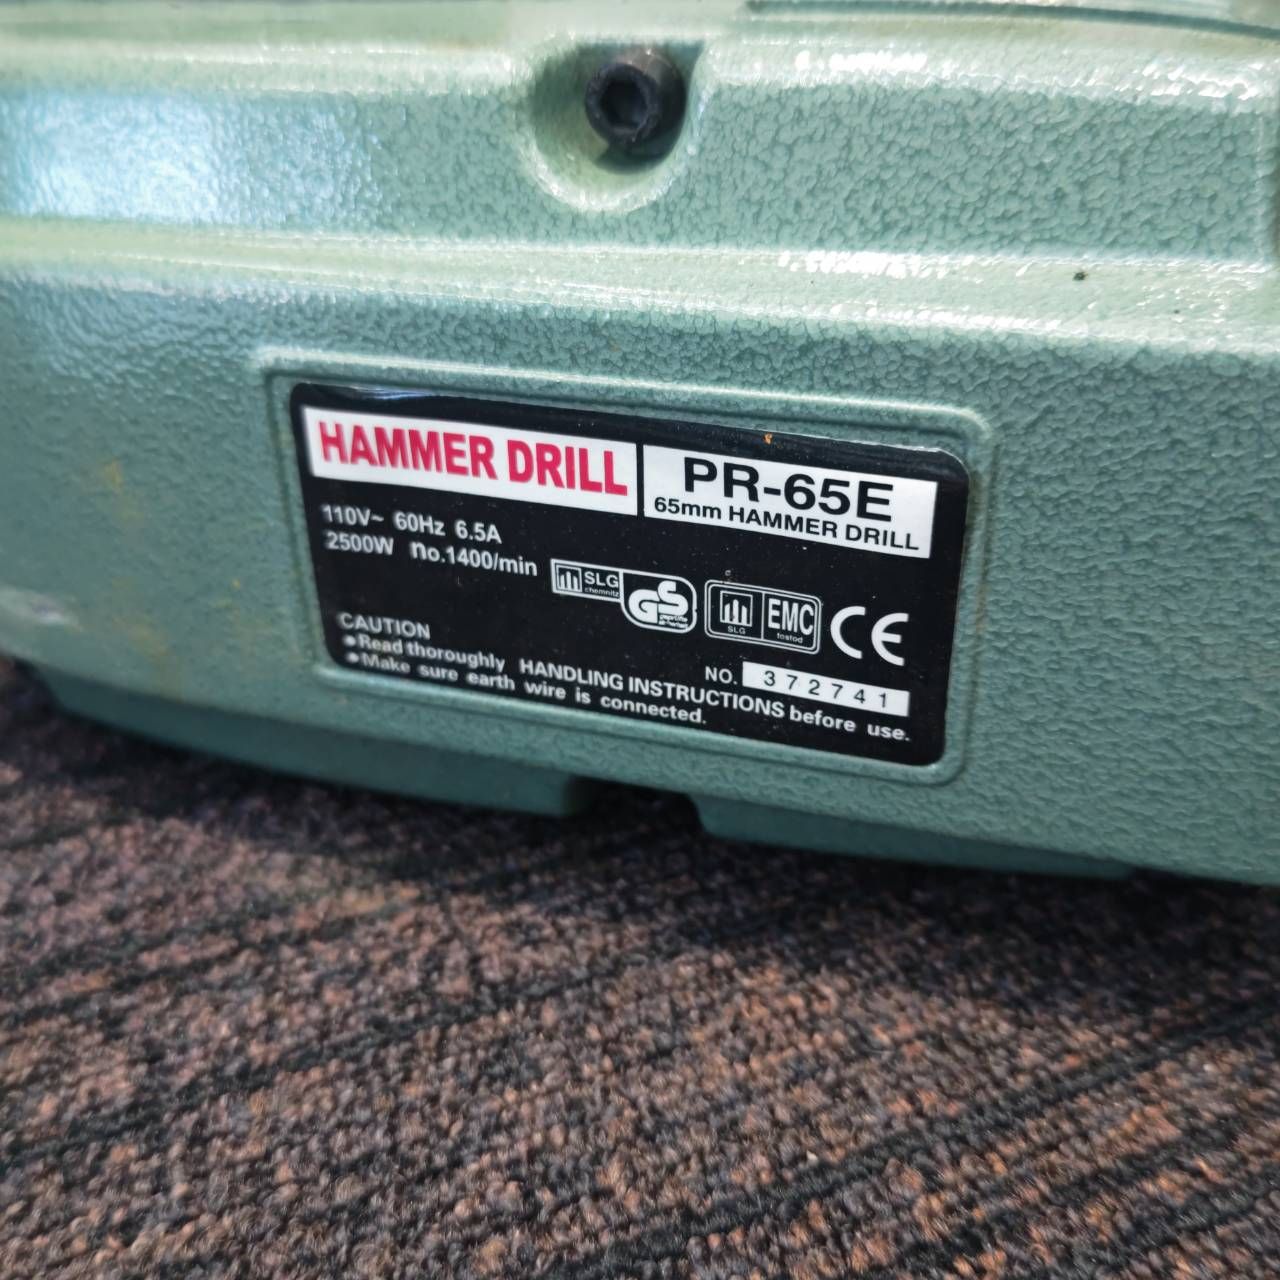 HAMMER DRILL
PR-65E
65mm HAMMER DRILL
110V~ 60Hz 6.5A
2500W no.1400/min
SLG
chemnitz
GS
SLG
EMC
CE
NO. 372741
CAUTION
●Read thoroughly HANDLING INSTRUCTIONS before use.
●Make sure earth wire is connected.